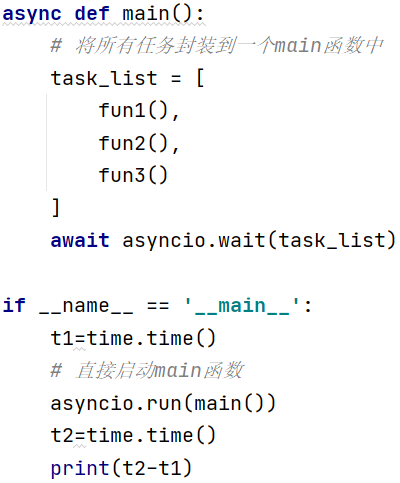 async def main():
    # 将所有任务封装到一个main函数中
    task_list = [
        fun1(),
        fun2(),
        fun3()
    ]
    await asyncio.wait(task_list)
if __name__ == '__main__':
    t1=time.time()
    # 直接启动main函数
    asyncio.run(main())
    t2=time.time()
    print(t2-t1)